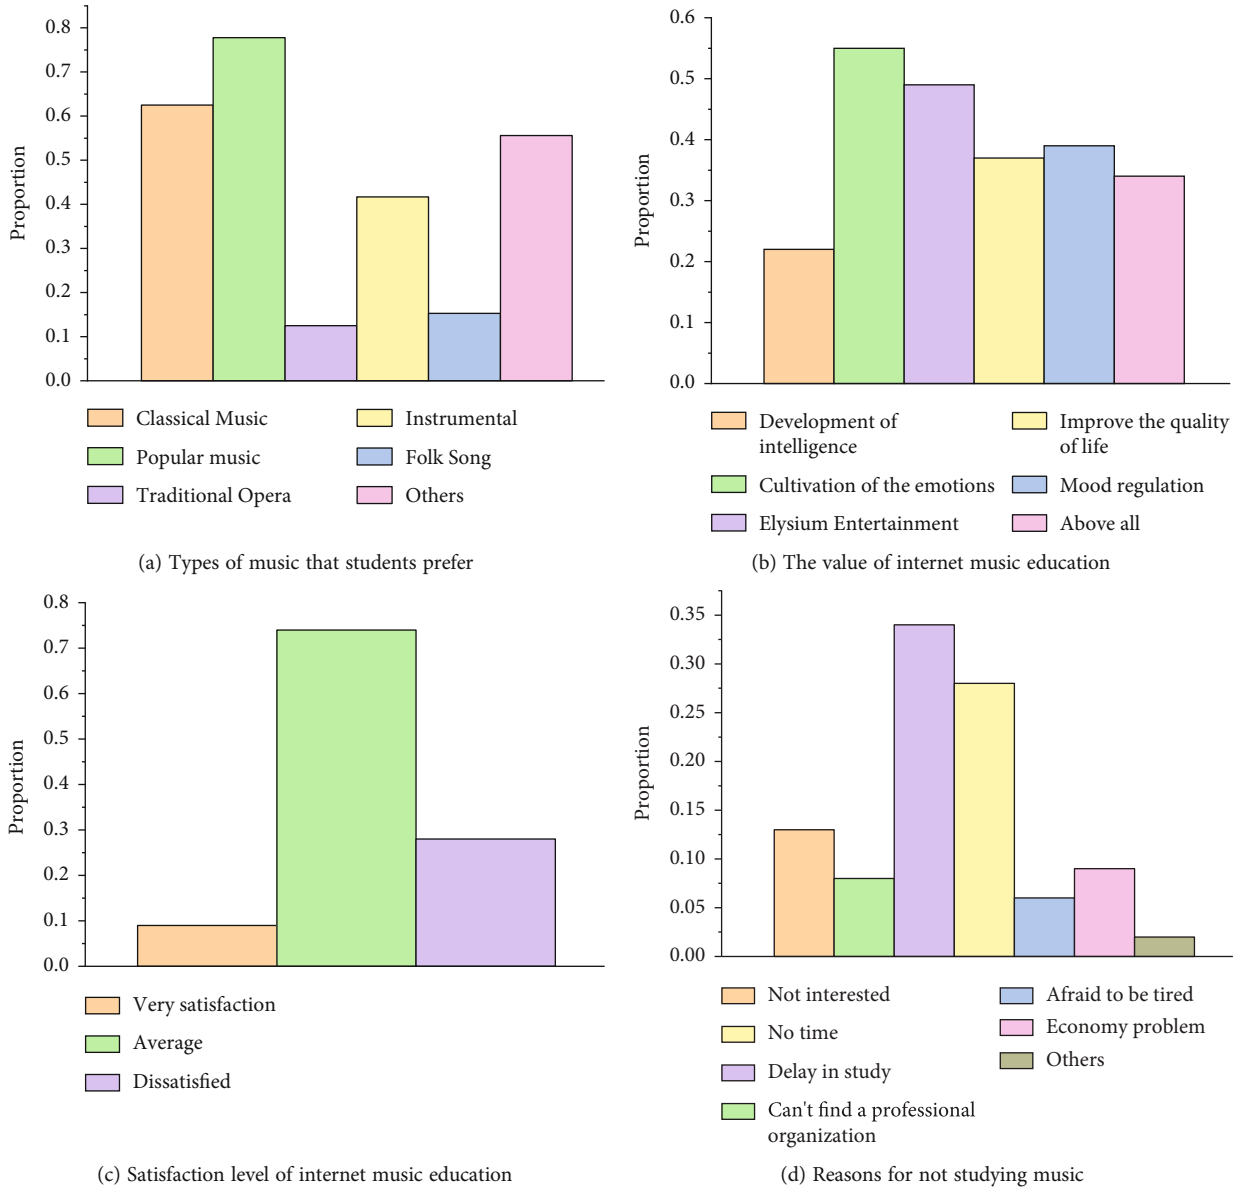 0.8
0.7
0.6
0.5
0.4
0.3
0.2
0.1
0.0
Proportion
Classical Music
Popular music
Traditional Opera
Instrumental
Folk Song
Others
(a) Types of music that students prefer
0.6
0.5
0.4
0.3
0.2
0.1
0.0
Proportion
Development of
intelligence
Cultivation of the emotions
Elysium Entertainment
Improve the quality
of life
Mood regulation
Above all
(b) The value of internet music education
0.8
0.7
0.6
0.5
0.4
0.3
0.2
0.1
0.0
Proportion
Very satisfaction
Average
Dissatisfied
(c) Satisfaction level of internet music education
0.35
0.30
0.25
0.20
0.15
0.10
0.05
0.00
Proportion
Not interested
No time
Delay in study
Can't find a professional
organization
Afraid to be tired
Economy problem
Others
(d) Reasons for not studying music